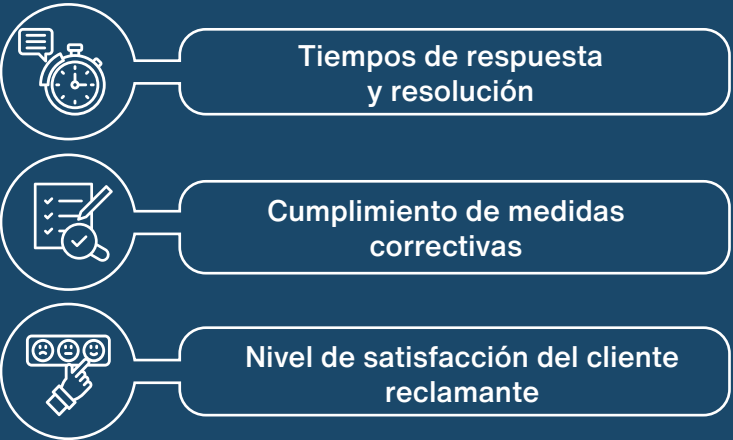 Tiempos de respuesta
y resolución
Cumplimiento de medidas
correctivas
Nivel de satisfacción del cliente
reclamante